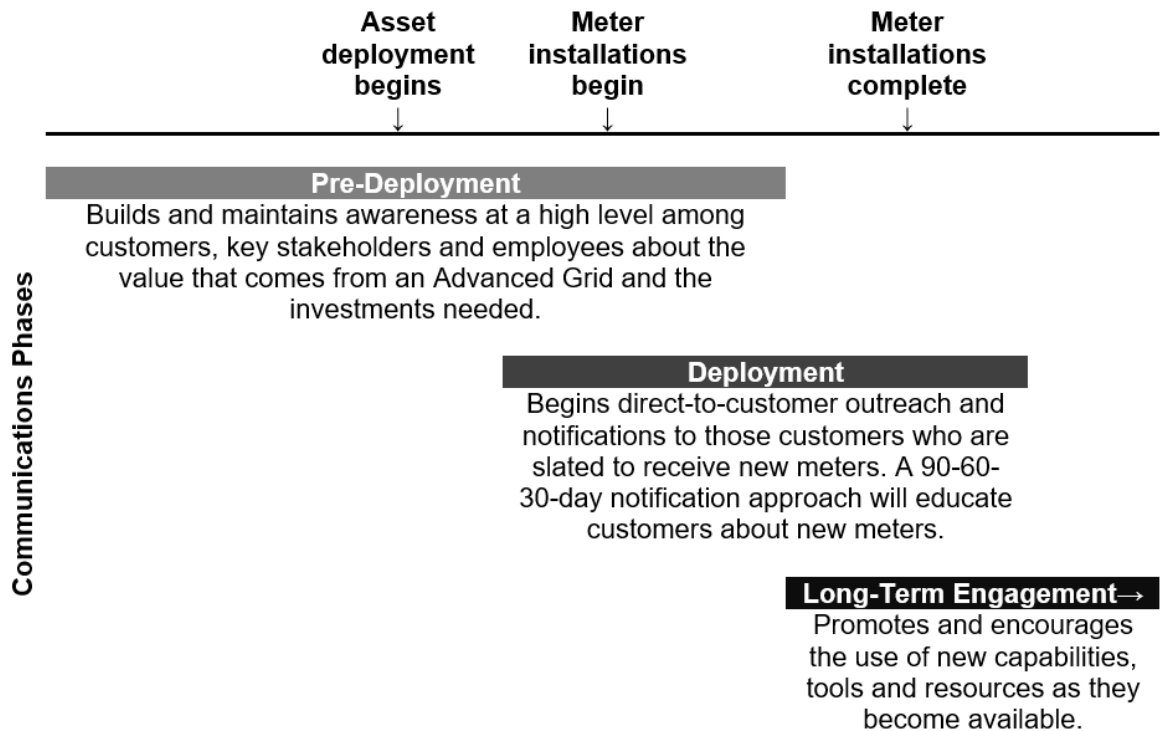 Asset
deployment
begins
↓
Meter
installations
begin
↓
Meter
installations
complete
↓
Communications Phases
Pre-Deployment
Builds and maintains awareness at a high level among
customers, key stakeholders and employees about the
value that comes from an Advanced Grid and the
investments needed.
Deployment
Begins direct-to-customer outreach and
notifications to those customers who are
slated to receive new meters. A 90-60-
30-day notification approach will educate
customers about new meters.
Long-Term Engagement→
Promotes and encourages
the use of new capabilities,
tools and resources as they
become available.